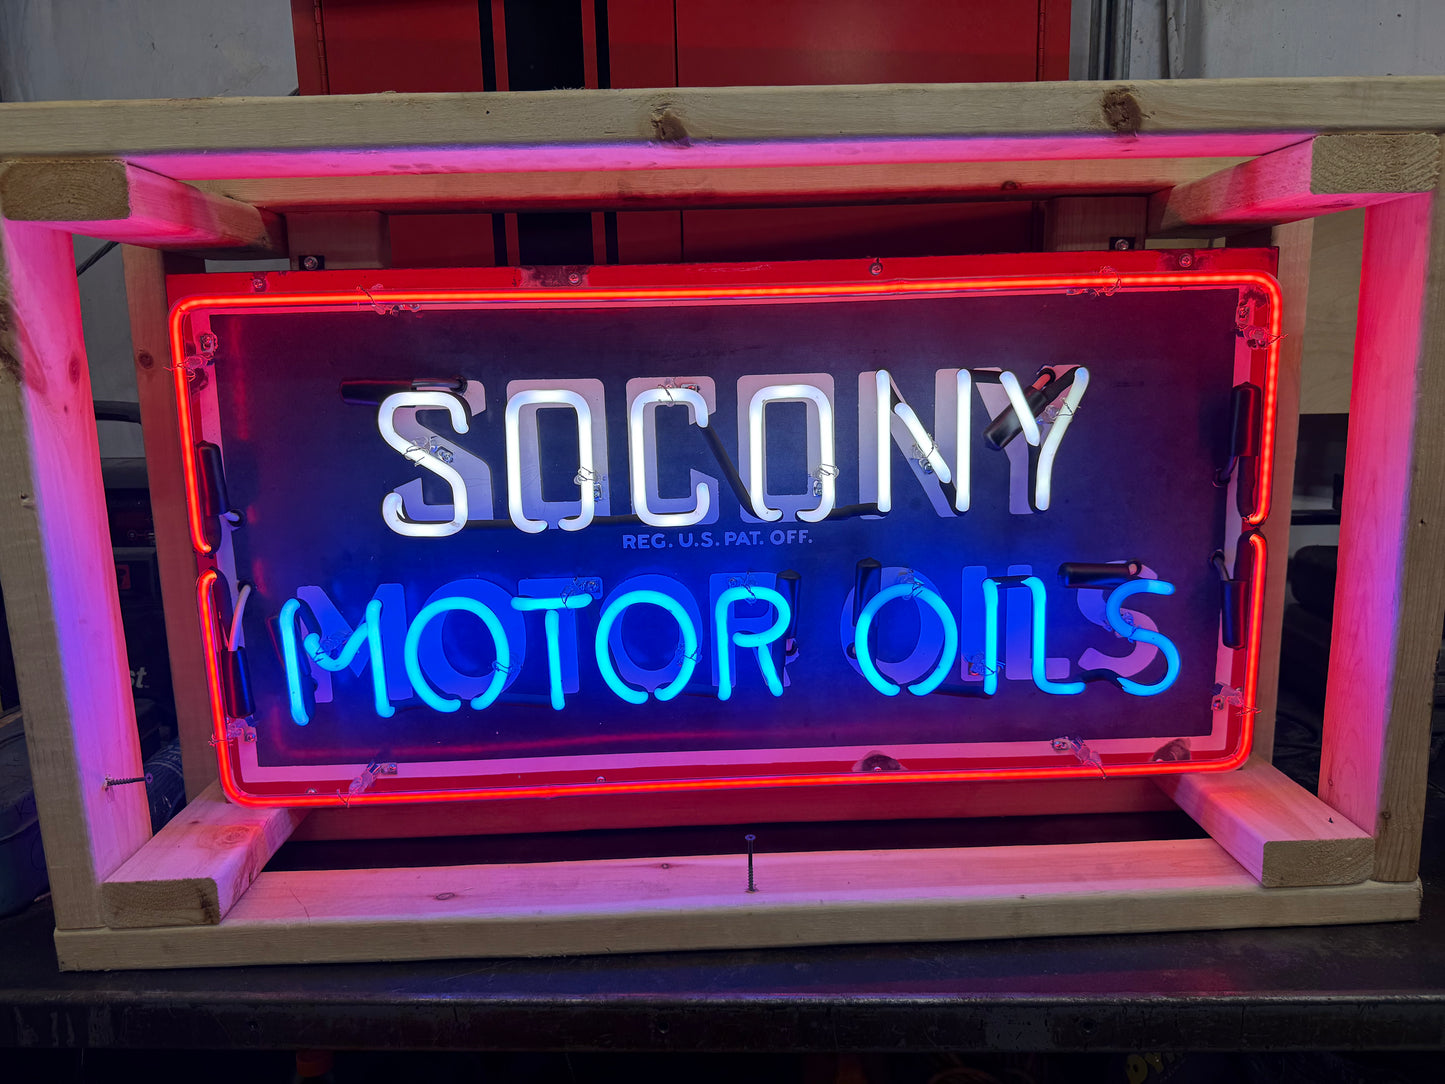 SOCONY
REG. U.S. PAT. OFF.
MOTOR OILS